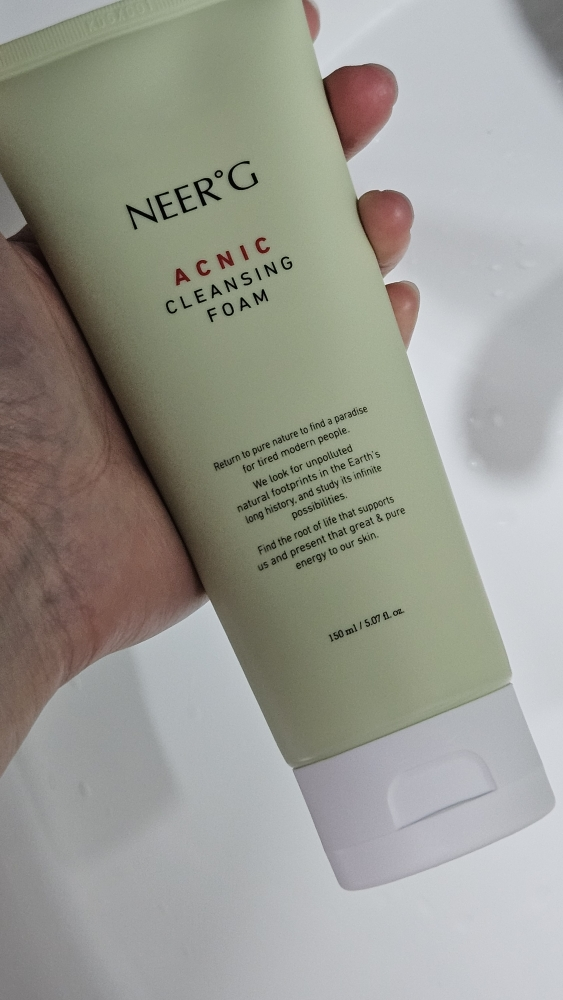 NEER°G
ACNIC
CLEANSING
FOAM
Return to pure nature to find a paradise
for tired modern people.
We look for unpolluted
natural footprints in the Earth's
long history, and study its infinite
possibilities.
Find the root of life that supports
us and present that great & pure
energy to our skin.
150 ml / 5.07 fl. oz.